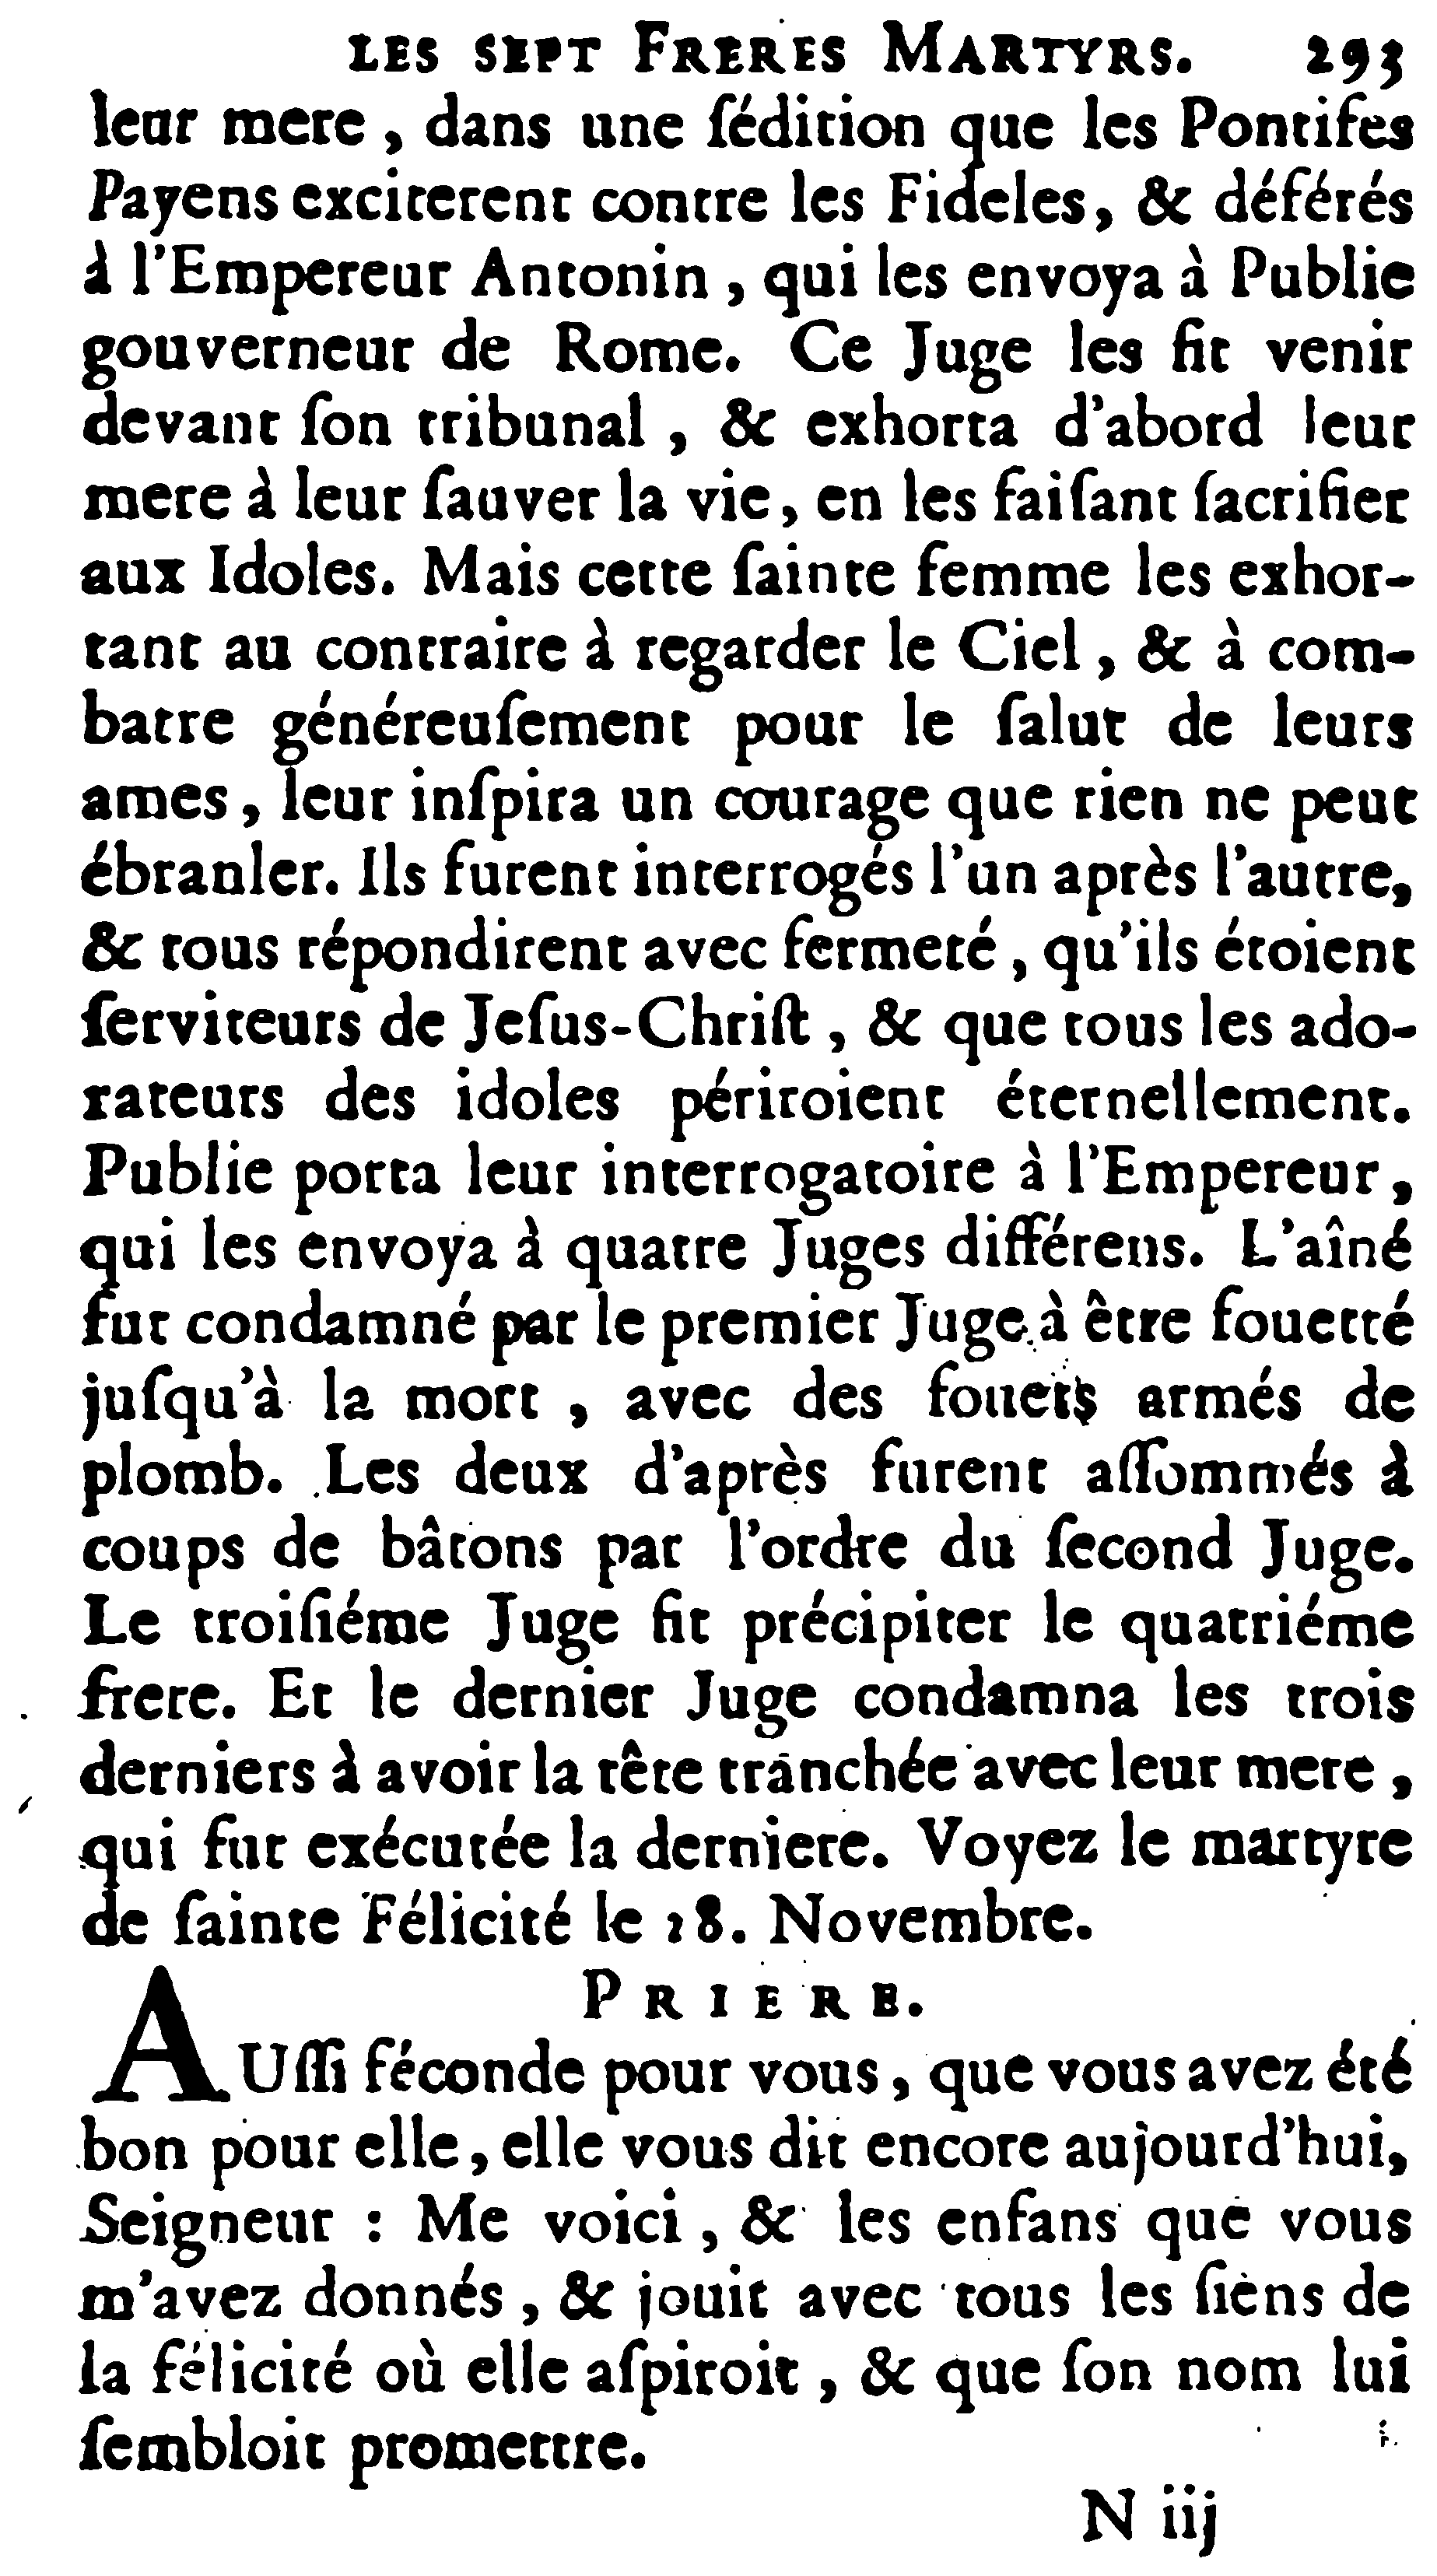 LES SEPT FRERES MARTYRS. 293
leur mere, dans une ſédition que les Pontifes
Payens exciterent contre les Fideles, & déférés
à l'Empereur Antonin, qui les envoya à Publie
gouverneur de Rome. Ce Juge les fit venir
devant ſon tribunal, & exhorta d'abord leur
mere à leur ſauver la vie, en les faiſant ſacrifier
aux Idoles. Mais cette ſainte femme les exhor-
tant au contraire à regarder le Ciel, & à com-
batre généreuſement pour le ſalut de leurs
ames, leur inſpira un courage que rien ne peut
ébranler. Ils furent interrogés l'un après l'autre,
& tous répondirent avec fermeté, qu'ils étoient
ſerviteurs de Jeſus-Chriſt, & que tous les ado-
rateurs des idoles périroient éternellement.
Publie porta leur interrogatoire à l'Empereur,
qui les envoya à quatre Juges différens. L'aîné
fut condamné par le premier Juge à être fouetté
juſqu'à la mort, avec des fouets armés de
plomb. Les deux d'après furent aſſommés à
coups de bâtons par l'ordre du ſecond Juge.
Le troiſiéme Juge fit précipiter le quatriéme
frere. Et le dernier Juge condamna les trois
derniers à avoir la tête tranchée avec leur mere,
qui fut exécutée la derniere. Voyez le martyre
de ſainte Félicité le 28. Novembre.
PRIERE.
AUſſi féconde pour vous, que vous avez été
bon pour elle, elle vous dit encore aujourd'hui,
Seigneur : Me voici, & les enfans que vous
m'avez donnés, & jouit avec tous les ſiens de
la félicité où elle aſpiroit, & que ſon nom lui
ſembloit promettre.
N iij